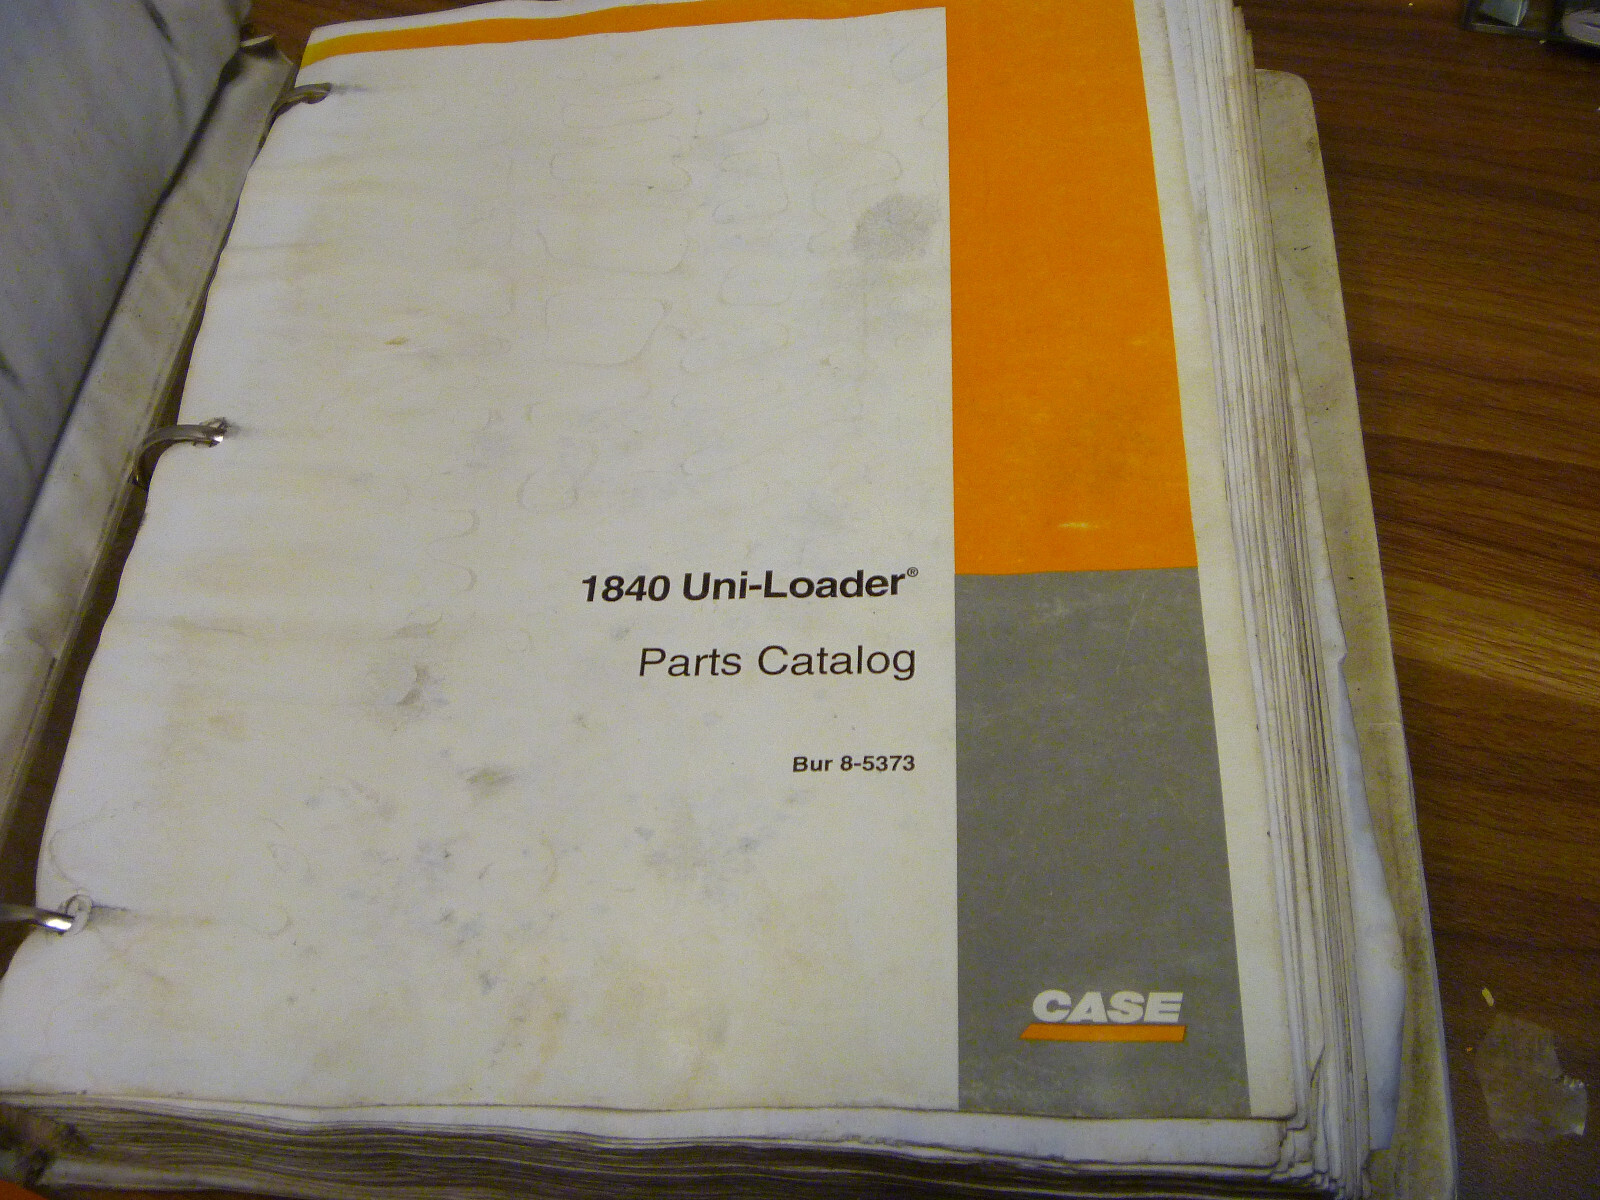 1840 Uni-Loader®
Parts Catalog
Bur 8-5373
CASE